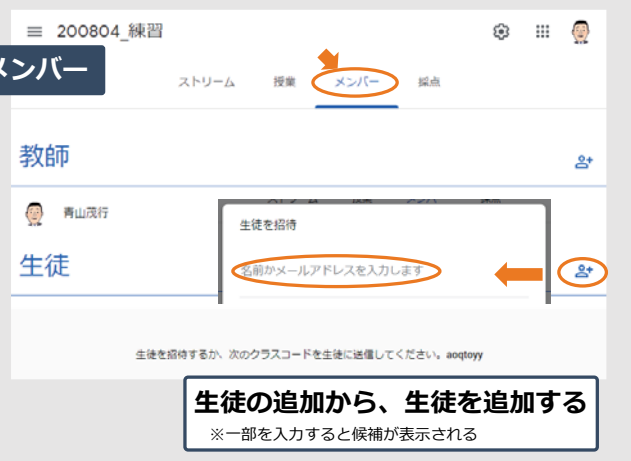 200804_練習
メンバー
ストリーム 授業 メンバー 採点
教師
青山茂行
生徒を招待
名前かメールアドレスを入力します
生徒
生徒を招待するか、次のクラスコードを生徒に送信してください。aoqtoyy
生徒の追加から、生徒を追加する
※一部を入力すると候補が表示される